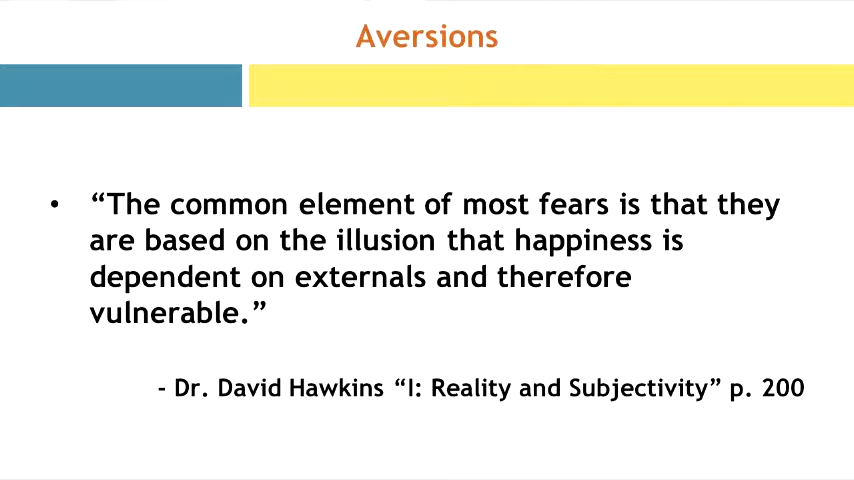 Aversions
• “The common element of most fears is that they
are based on the illusion that happiness is
dependent on externals and therefore
vulnerable.”
- Dr. David Hawkins “I: Reality and Subjectivity” p. 200